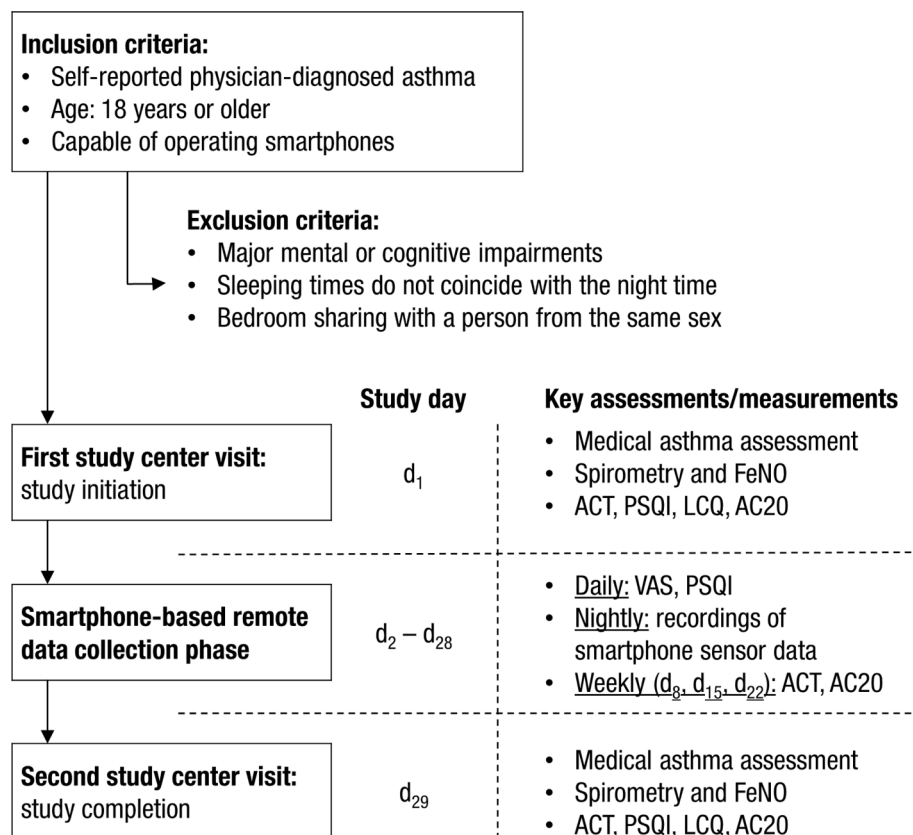 Inclusion criteria:
• Self-reported physician-diagnosed asthma
• Age: 18 years or older
• Capable of operating smartphones
Exclusion criteria:
• Major mental or cognitive impairments
• Sleeping times do not coincide with the night time
• Bedroom sharing with a person from the same sex
Study day
Key assessments/measurements
First study center visit:
study initiation
d1
• Medical asthma assessment
• Spirometry and FeNO
• ACT, PSQI, LCQ, AC20
Smartphone-based remote
data collection phase
d2 – d28
• Daily: VAS, PSQI
• Nightly: recordings of
smartphone sensor data
• Weekly (d8, d15, d22): ACT, AC20
Second study center visit:
study completion
d29
• Medical asthma assessment
• Spirometry and FeNO
• ACT, PSQI, LCQ, AC20